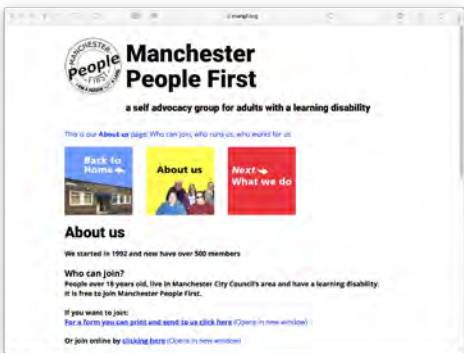 MANCHESTER
People
FIRST
Manchester
People First
a self advocacy group for adults with a learning disability
This is our About us page: Who can join, who runs us, who works for us
Back to
Home
About us
Next
What we do
About us
We started in 1992 and now have over 500 members
Who can join?
People over 18 years old, live in Manchester City Council's area and have a learning disability.
It is free to join Manchester People First.
If you want to join:
For a form you can print and send to us click here (Opens in new window)
Or join online by clicking here (Opens in new window)